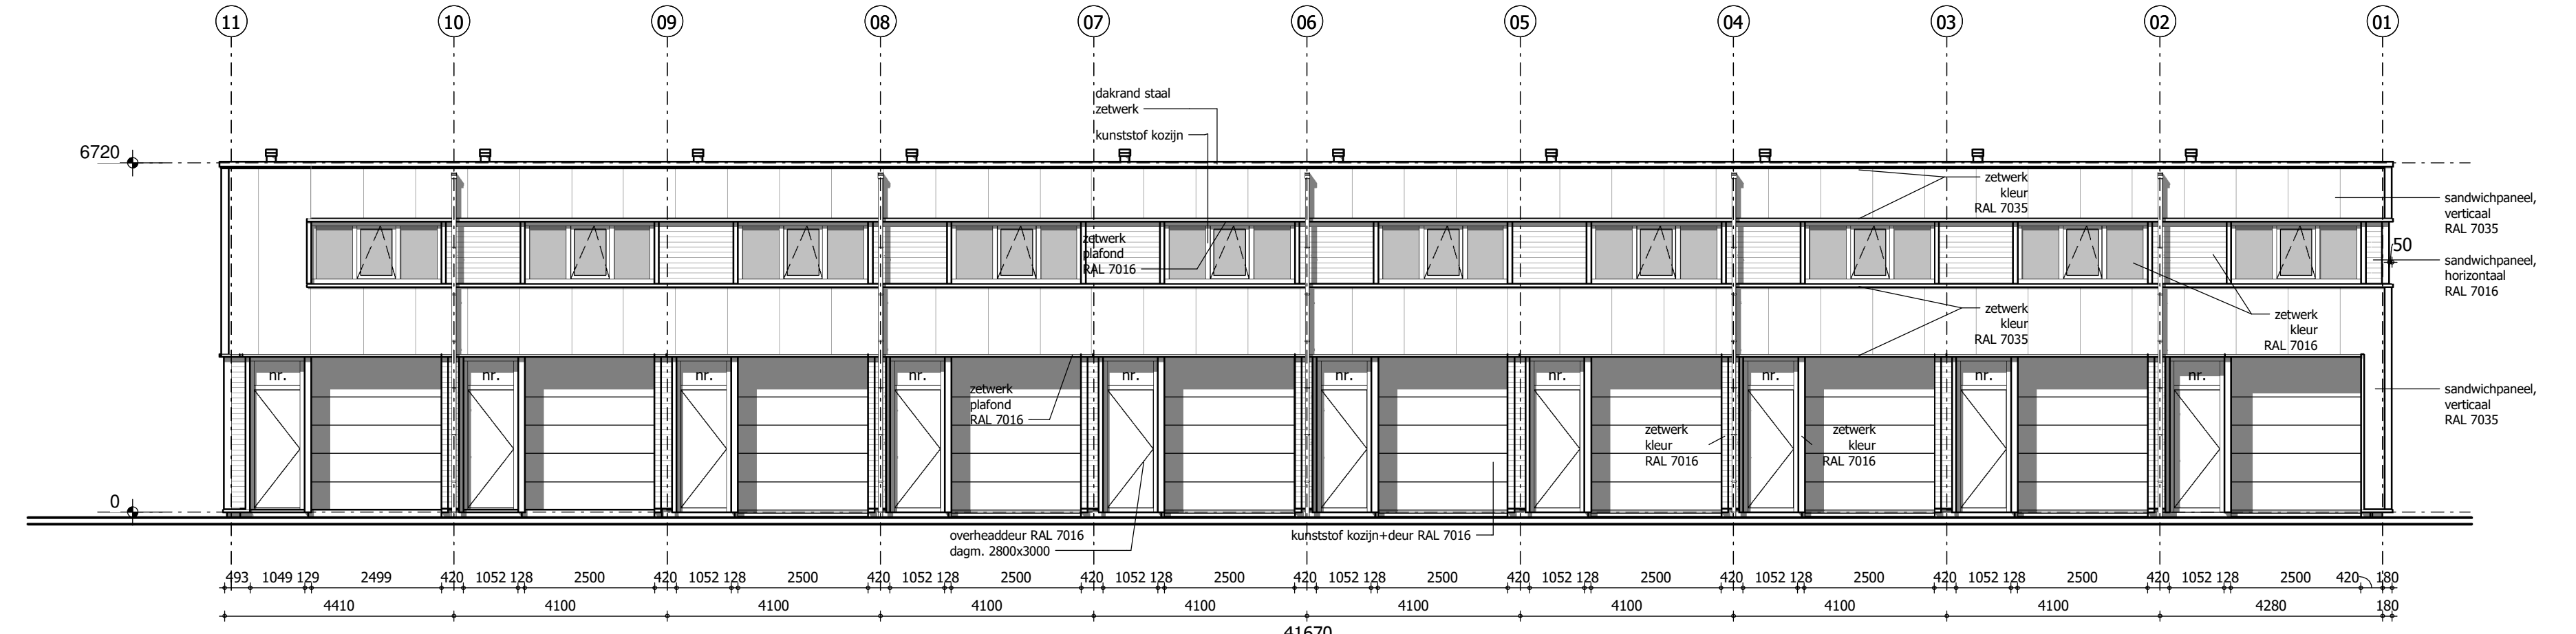 11 10 09 08 07 06 05 04 03 02 01
dakrand staal
zetwerk
kunststof kozijn
6720
zetwerk
kleur
RAL 7035
sandwichpaneel,
verticaal
RAL 7035
zetwerk
plafond
RAL 7016
50
sandwichpaneel,
horizontaal
RAL 7016
zetwerk
kleur
RAL 7035
zetwerk
kleur
RAL 7016
nr. nr. nr. nr. nr. nr. nr. nr. nr. nr.
zetwerk
plafond
RAL 7016
sandwichpaneel,
verticaal
RAL 7035
zetwerk
kleur
RAL 7016
zetwerk
kleur
RAL 7016
0
overheaddeur RAL 7016
dagm. 2800x3000
kunststof kozijn+deur RAL 7016
493 1049 129 2499 420 1052 128 2500 420 1052 128 2500 420 1052 128 2500 420 1052 128 2500 420 1052 128 2500 420 1052 128 2500 420 1052 128 2500 420 1052 128 2500 420 1052 128 2500 420 180
4410 4100 4100 4100 4100 4100 4100 4100 4100 4280 180
41670